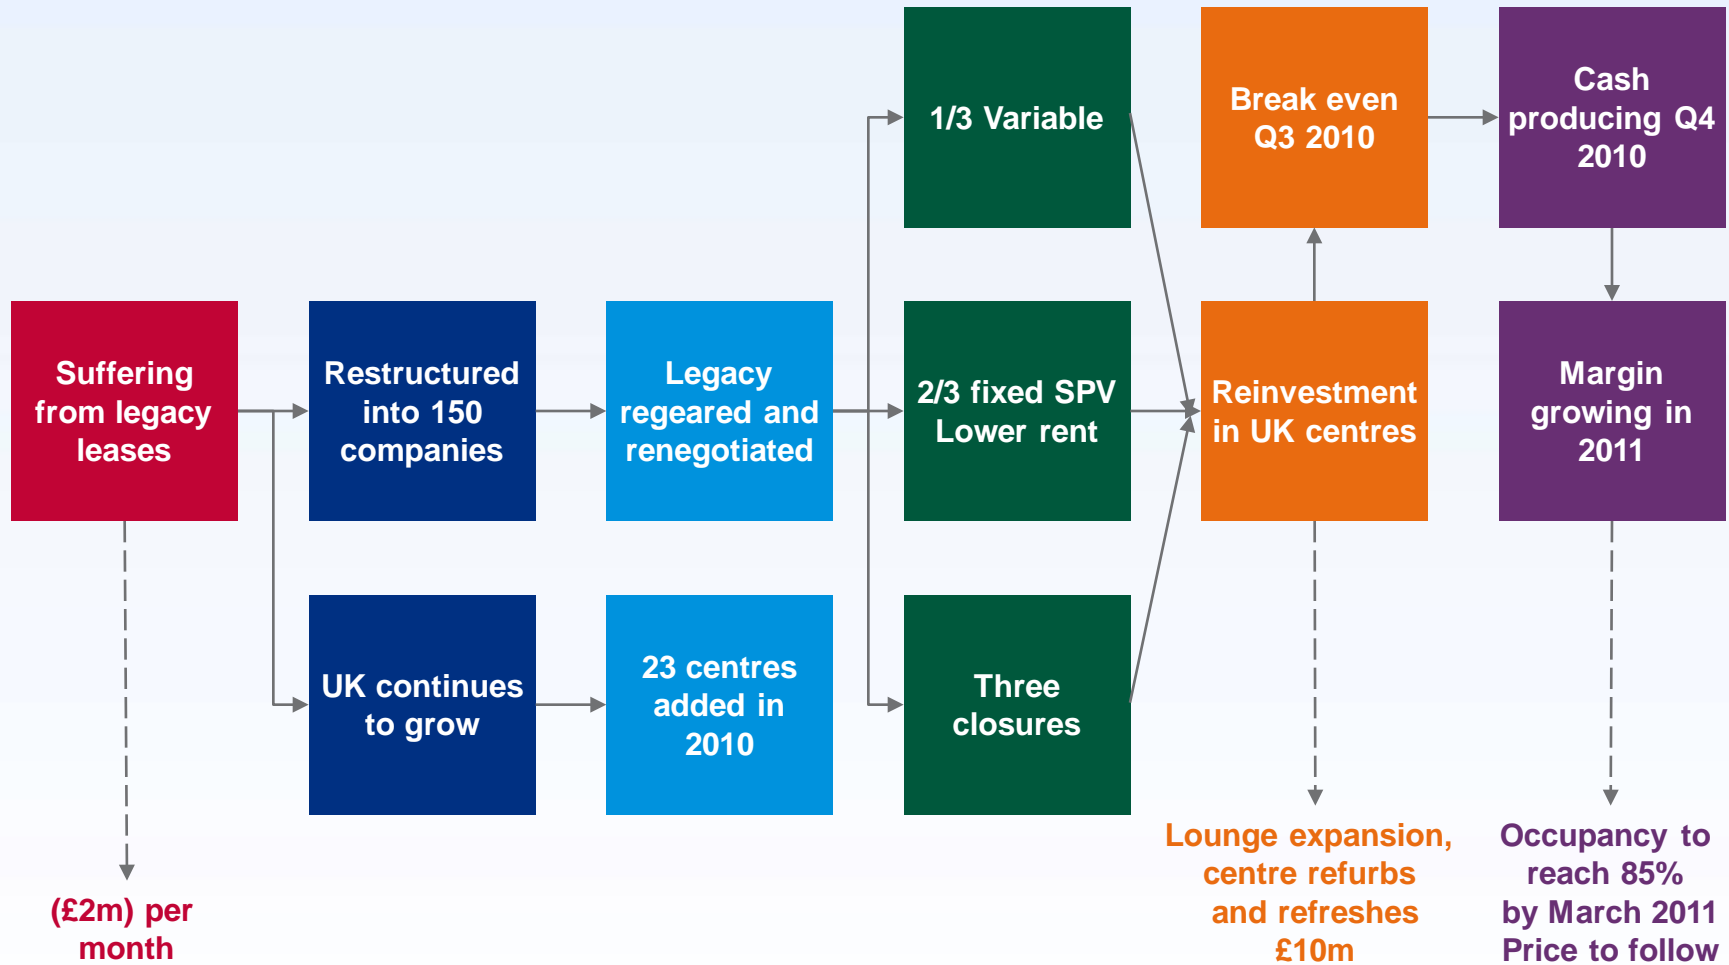 Suffering
from legacy
leases
(£2m) per
month
Restructured
into 150
companies
UK continues
to grow
Legacy
regeared and
renegotiated
23 centres
added in
2010
1/3 Variable
2/3 fixed SPV
Lower rent
Three
closures
Break even
Q3 2010
Reinvestment
in UK centres
Lounge expansion,
centre refurbs
and refreshes
£10m
Cash
producing Q4
2010
Margin
growing in
2011
Occupancy to
reach 85%
by March 2011
Price to follow